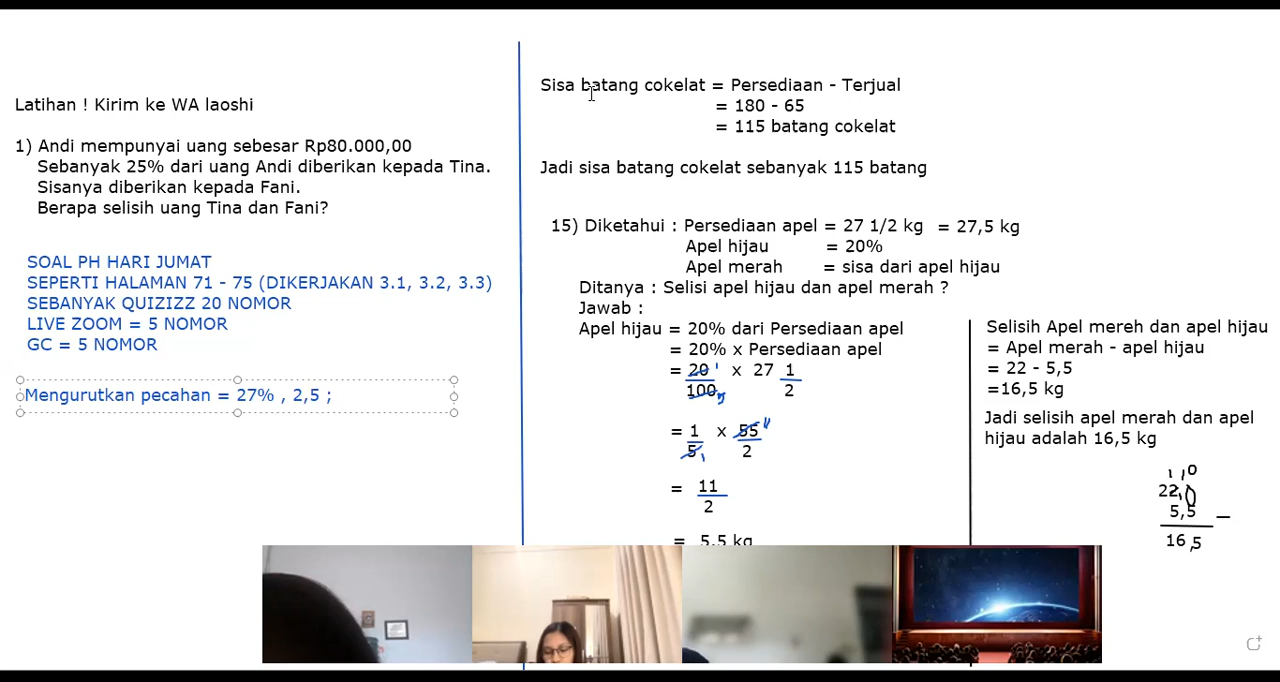 Latihan ! Kirim ke WA laoshi
1) Andi mempunyai uang sebesar Rp80.000,00
Sebanyak 25% dari uang Andi diberikan kepada Tina.
Sisanya diberikan kepada Fani.
Berapa selisih uang Tina dan Fani?
SOAL PH HARI JUMAT
SEPERTI HALAMAN 71 - 75 (DIKERJAKAN 3.1, 3.2, 3.3)
SEBANYAK QUIZIZZ 20 NOMOR
LIVE ZOOM = 5 NOMOR
GC = 5 NOMOR
Mengurutkan pecahan = 27% , 2,5 ;
Sisa batang cokelat = Persediaan - Terjual
= 180 - 65
= 115 batang cokelat
Jadi sisa batang cokelat sebanyak 115 batang
15) Diketahui : Persediaan apel = 27 1/2 kg = 27,5 kg
Apel hijau = 20%
Apel merah = sisa dari apel hijau
Ditanya : Selisi apel hijau dan apel merah ?
Jawab :
Apel hijau = 20% dari Persediaan apel
= 20% x Persediaan apel
= 20 1 x 27 1
100 5 2
= 1 x 55 11
5 1 2
= 11
2
= 5,5 kg
Selisih Apel mereh dan apel hijau
= Apel merah - apel hijau
= 22 - 5,5
=16,5 kg
Jadi selisih apel merah dan apel
hijau adalah 16,5 kg
1 10
22,0
5,5 –
16,5